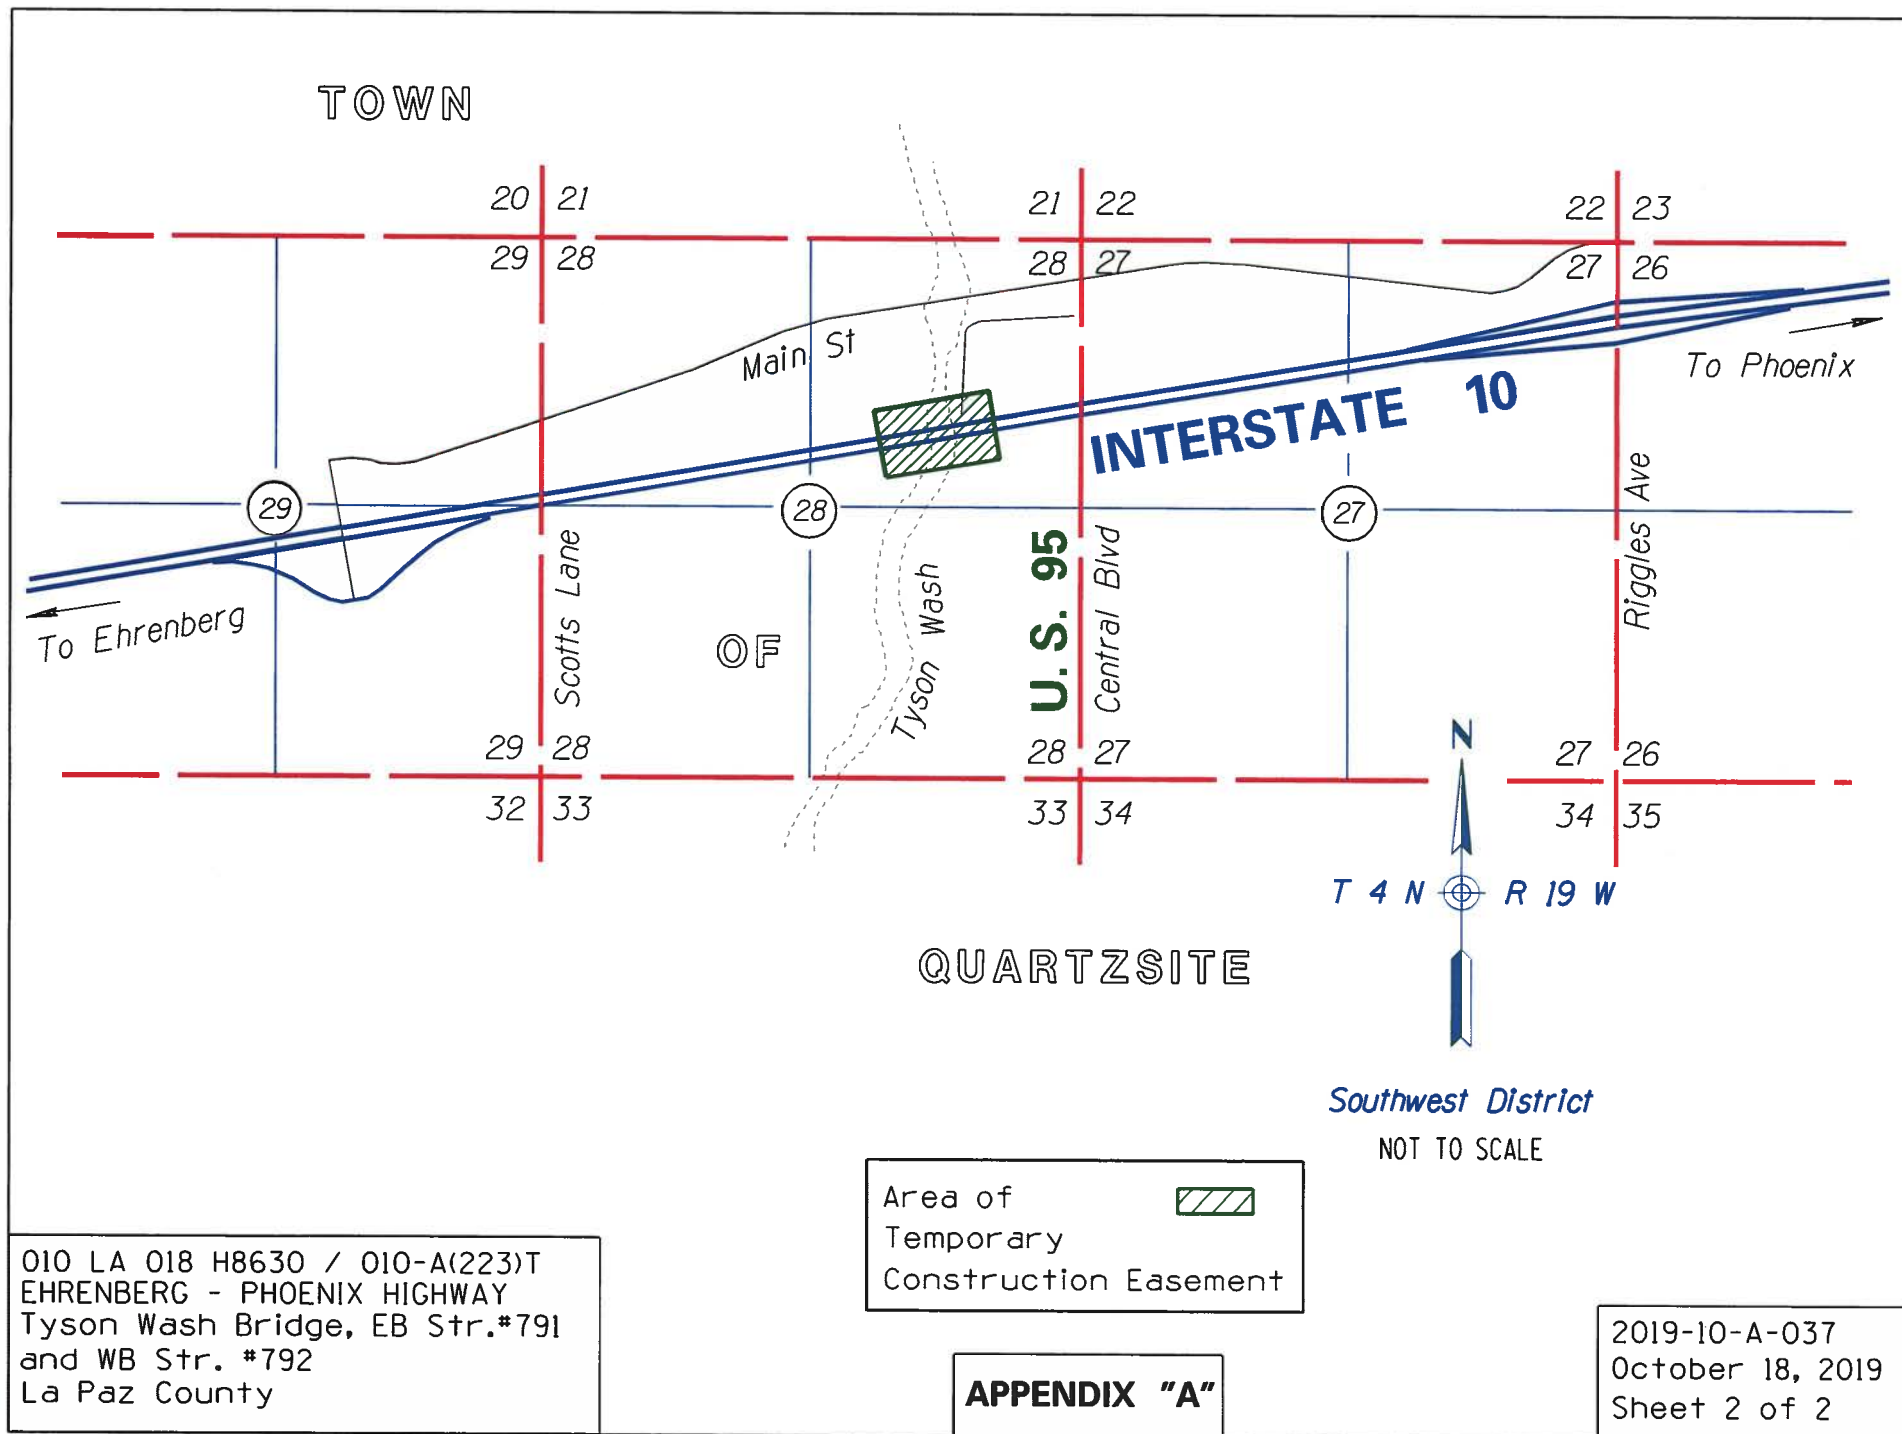 TOWN
20 21
21 22
22 23
29 28
28 27
27 26
Main St
To Phoenix
INTERSTATE 10
29
28
27
To Ehrenberg
Scotts Lane
OF
Tyson Wash
U. S. 95
Central Blvd
Riggles Ave
29 28
28 27
27 26
32 33
33 34
34 35
N
T 4 N R 19 W
QUARTZSITE
Southwest District
NOT TO SCALE
Area of
Temporary
Construction Easement
010 LA 018 H8630 / 010-A(223)T
EHRENBERG - PHOENIX HIGHWAY
Tyson Wash Bridge, EB Str.#791
and WB Str. #792
La Paz County
APPENDIX "A"
2019-10-A-037
October 18, 2019
Sheet 2 of 2